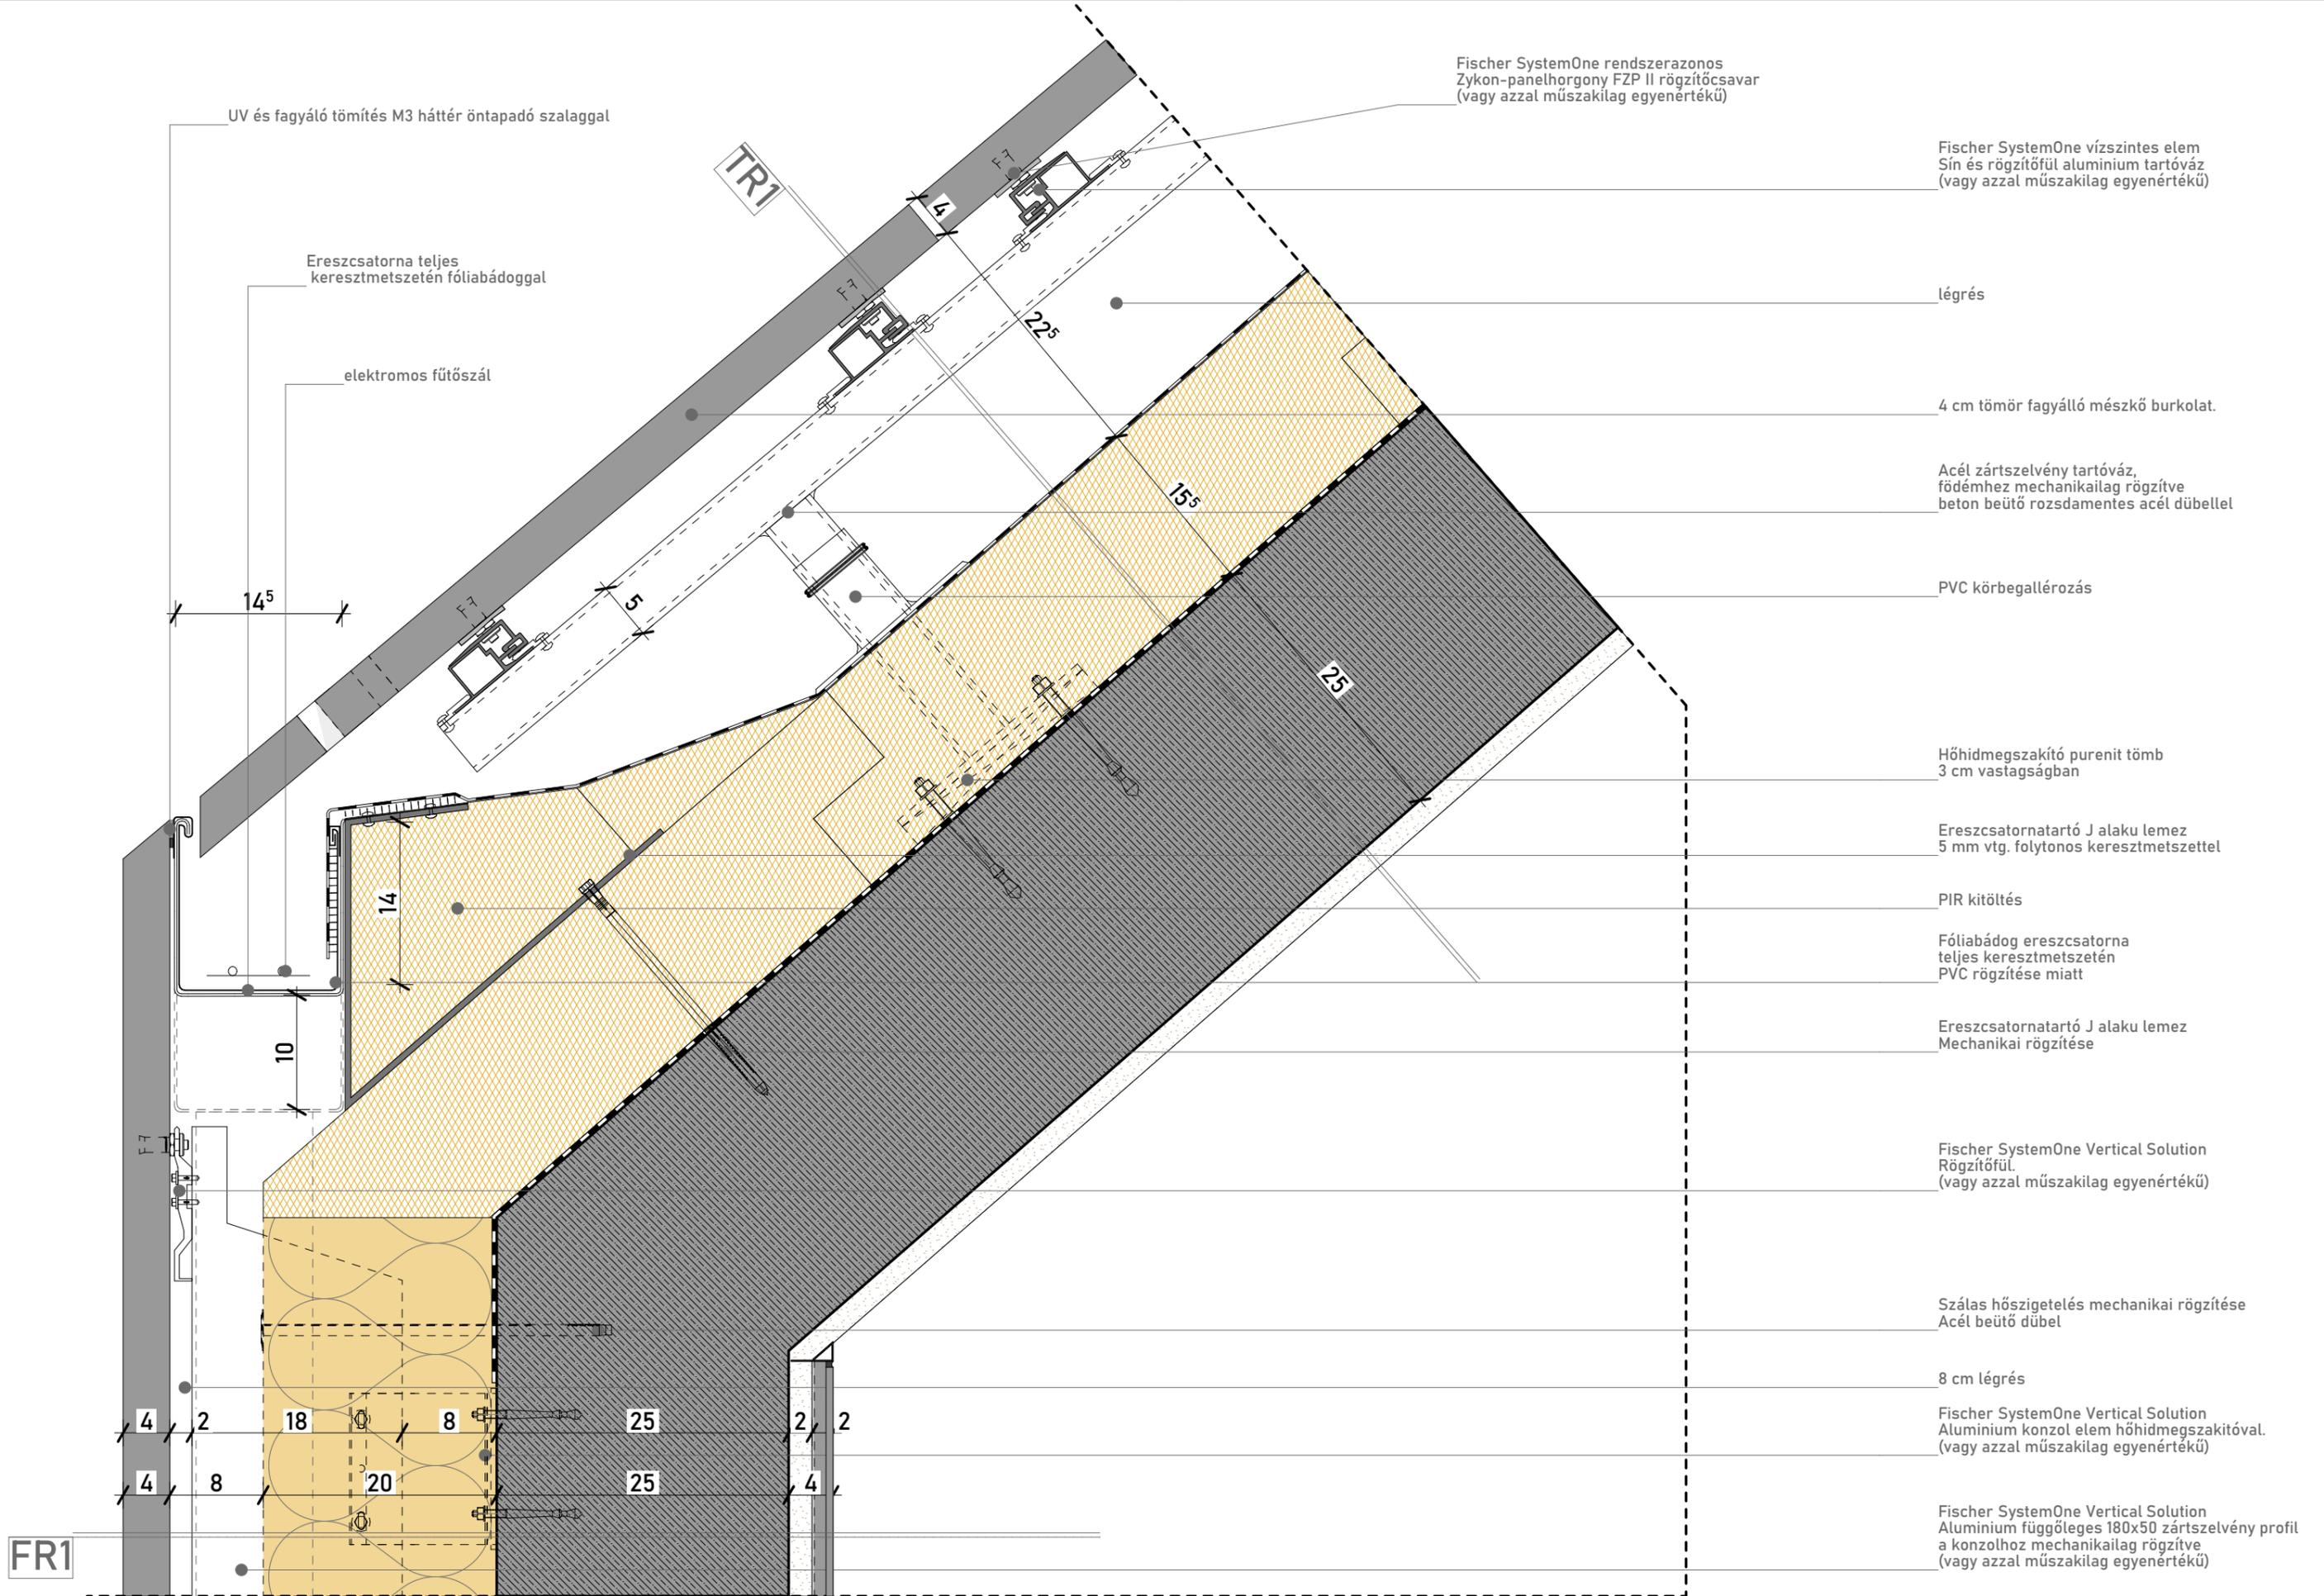 Fischer SystemOne rendszerazonos
Zykon-panelhorgony FZP II rögzítőcsavar
(vagy azzal műszakilag egyenértékű)
UV és fagyáló tömítés M3 háttér öntapadó szalaggal
Fischer SystemOne vízszintes elem
Sín és rögzítőfül aluminium tartóváz
(vagy azzal műszakilag egyenértékű)
TR1
4
Ereszcsatorna teljes
keresztmetszetén fóliabádoggal
légrés
22⁵
elektromos fűtőszál
4 cm tömör fagyálló mészkő burkolat.
Acél zártszelvény tartóváz,
födémhez mechanikailag rögzítve
beton beütő rozsdamentes acél dübellel
15⁵
14⁵
5
PVC körbegallérozás
25
Hőhidmegszakító purenit tömb
3 cm vastagságban
Ereszcsatornatartó J alaku lemez
5 mm vtg. folytonos keresztmetszettel
14
PIR kitöltés
Fóliabádog ereszcsatorna
teljes keresztmetszetén
PVC rögzítése miatt
10
Ereszcsatornatartó J alaku lemez
Mechanikai rögzítése
Fischer SystemOne Vertical Solution
Rögzítőfül.
(vagy azzal műszakilag egyenértékű)
Szálas hőszigetelés mechanikai rögzítése
Acél beütő dübel
8 cm légrés
4 2 18 8 25 2 2
Fischer SystemOne Vertical Solution
Aluminium konzol elem hőhidmegszakitóval.
(vagy azzal műszakilag egyenértékű)
4 8 20 25 4
Fischer SystemOne Vertical Solution
Aluminium függőleges 180x50 zártszelvény profil
a konzolhoz mechanikailag rögzítve
(vagy azzal műszakilag egyenértékű)
FR1